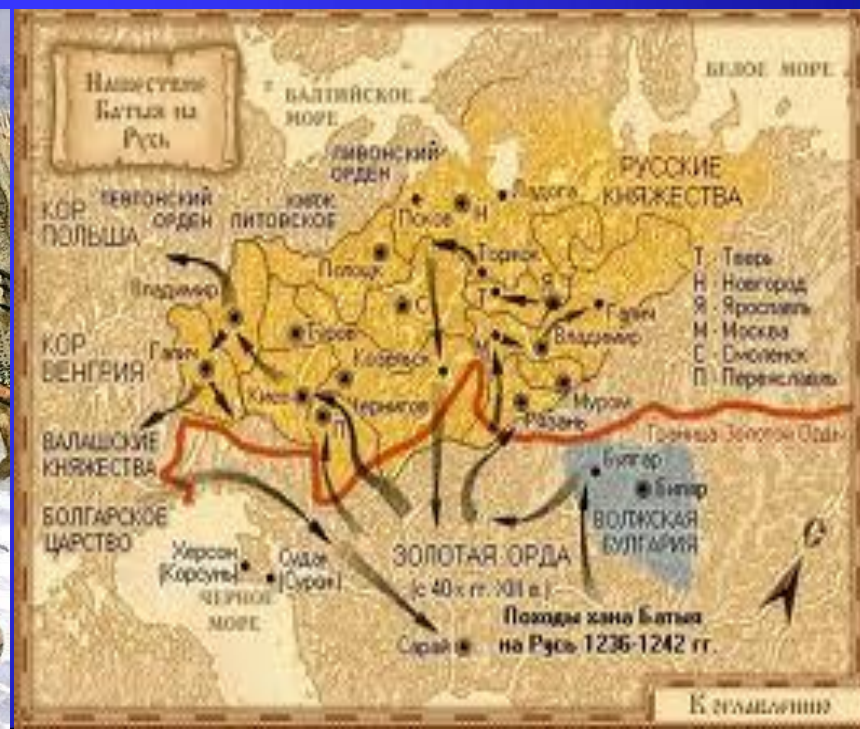 Нашествие
Батыя на
Русь
БАЛТИЙСКОЕ
МОРЕ
БЕЛОЕ МОРЕ
ЛИВОНСКИЙ
ОРДЕН
ТЕВТОНСКИЙ
ОРДЕН
КНЯЖ.
ЛИТОВСКОЕ
КОР.
ПОЛЬША
РУССКИЕ
КНЯЖЕСТВА
Псков
Н
Ладога
Полоцк
Торжок
Т
Я
Галич
Владимир
С
Туров
М
Владимир
Галич
КОР.
ВЕНГРИЯ
Козельск
Киев
Чернигов
П
Рязань
Муром
Т - Тверь
Н - Новгород
Я - Ярославль
М - Москва
С - Смоленск
П - Переяславль
Граница Золотой Орды
ВАЛАШСКИЕ
КНЯЖЕСТВА
БОЛГАРСКОЕ
ЦАРСТВО
Булгар
Биляр
ВОЛЖСКАЯ
БУЛГАРИЯ
Херсон
(Корсунь)
Судак
(Сурож)
ЧЕРНОЕ
МОРЕ
ЗОЛОТАЯ ОРДА
(с 40-х гг. XIII в.)
Сарай
С
Походы хана Батыя
на Русь 1236-1242 гг.
К оглавлению